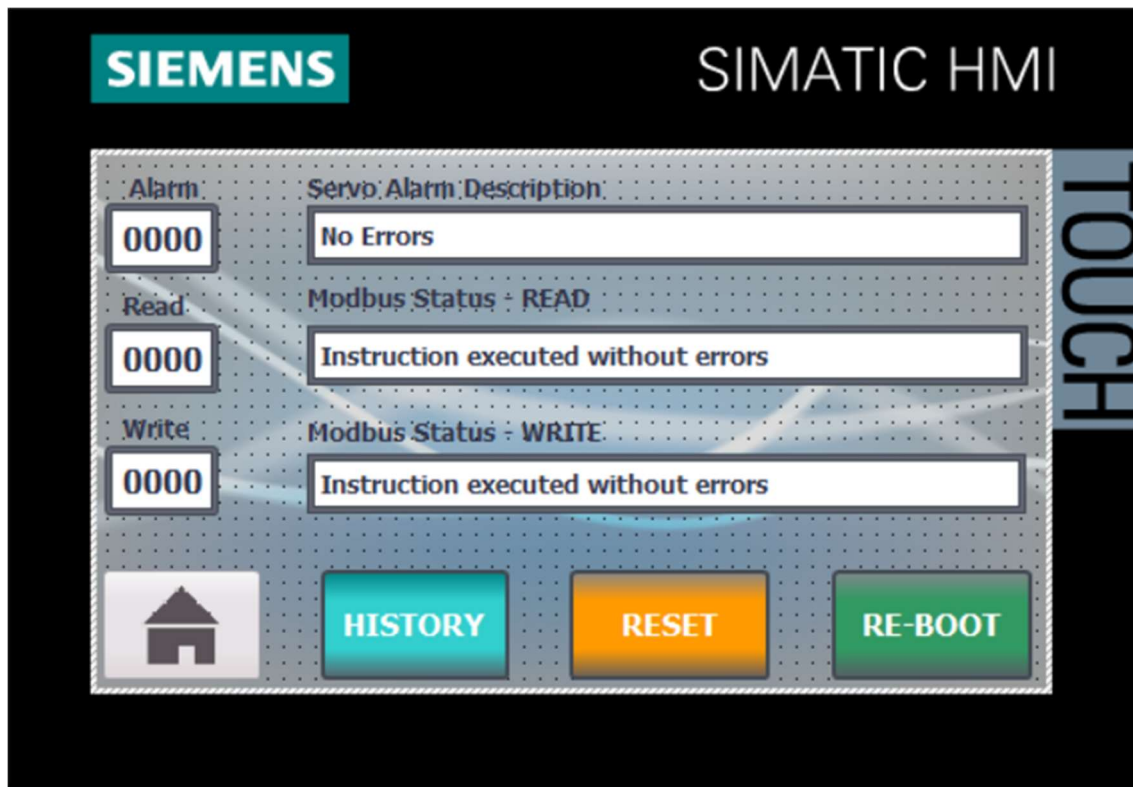 SIEMENS
SIMATIC HMI
TOUCH
Alarm
Servo Alarm Description
0000
No Errors
Read
Modbus Status - READ
0000
Instruction executed without errors
Write
Modbus Status - WRITE
0000
Instruction executed without errors
HISTORY
RESET
RE-BOOT